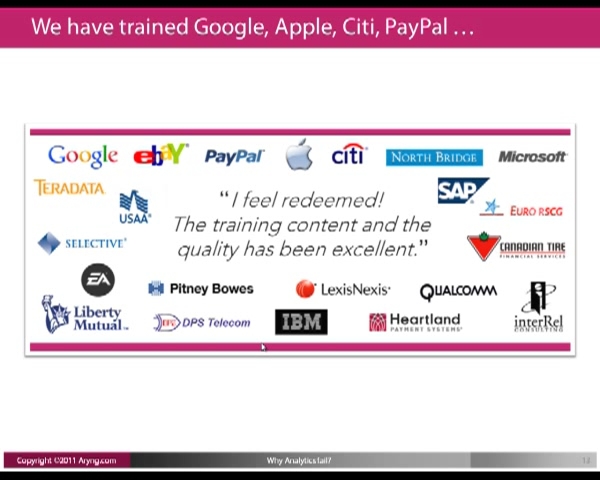 We have trained Google, Apple, Citi, PayPal ...
Google ebaY PayPal citi NORTH BRIDGE Microsoft
TERADATA
USAA
SAP
EURO RSCG
“I feel redeemed!
The training content and the
quality has been excellent.”
SELECTIVE
CANADIAN TIRE
FINANCIAL SERVICES
EA
Pitney Bowes
LexisNexis
QUALCOMM
Liberty
Mutual
DPS Telecom
IBM
Heartland
PAYMENT SYSTEMS
interRel
CONSULTING
Copyright ©2011 Aryng.com Why Analytics fail? 13